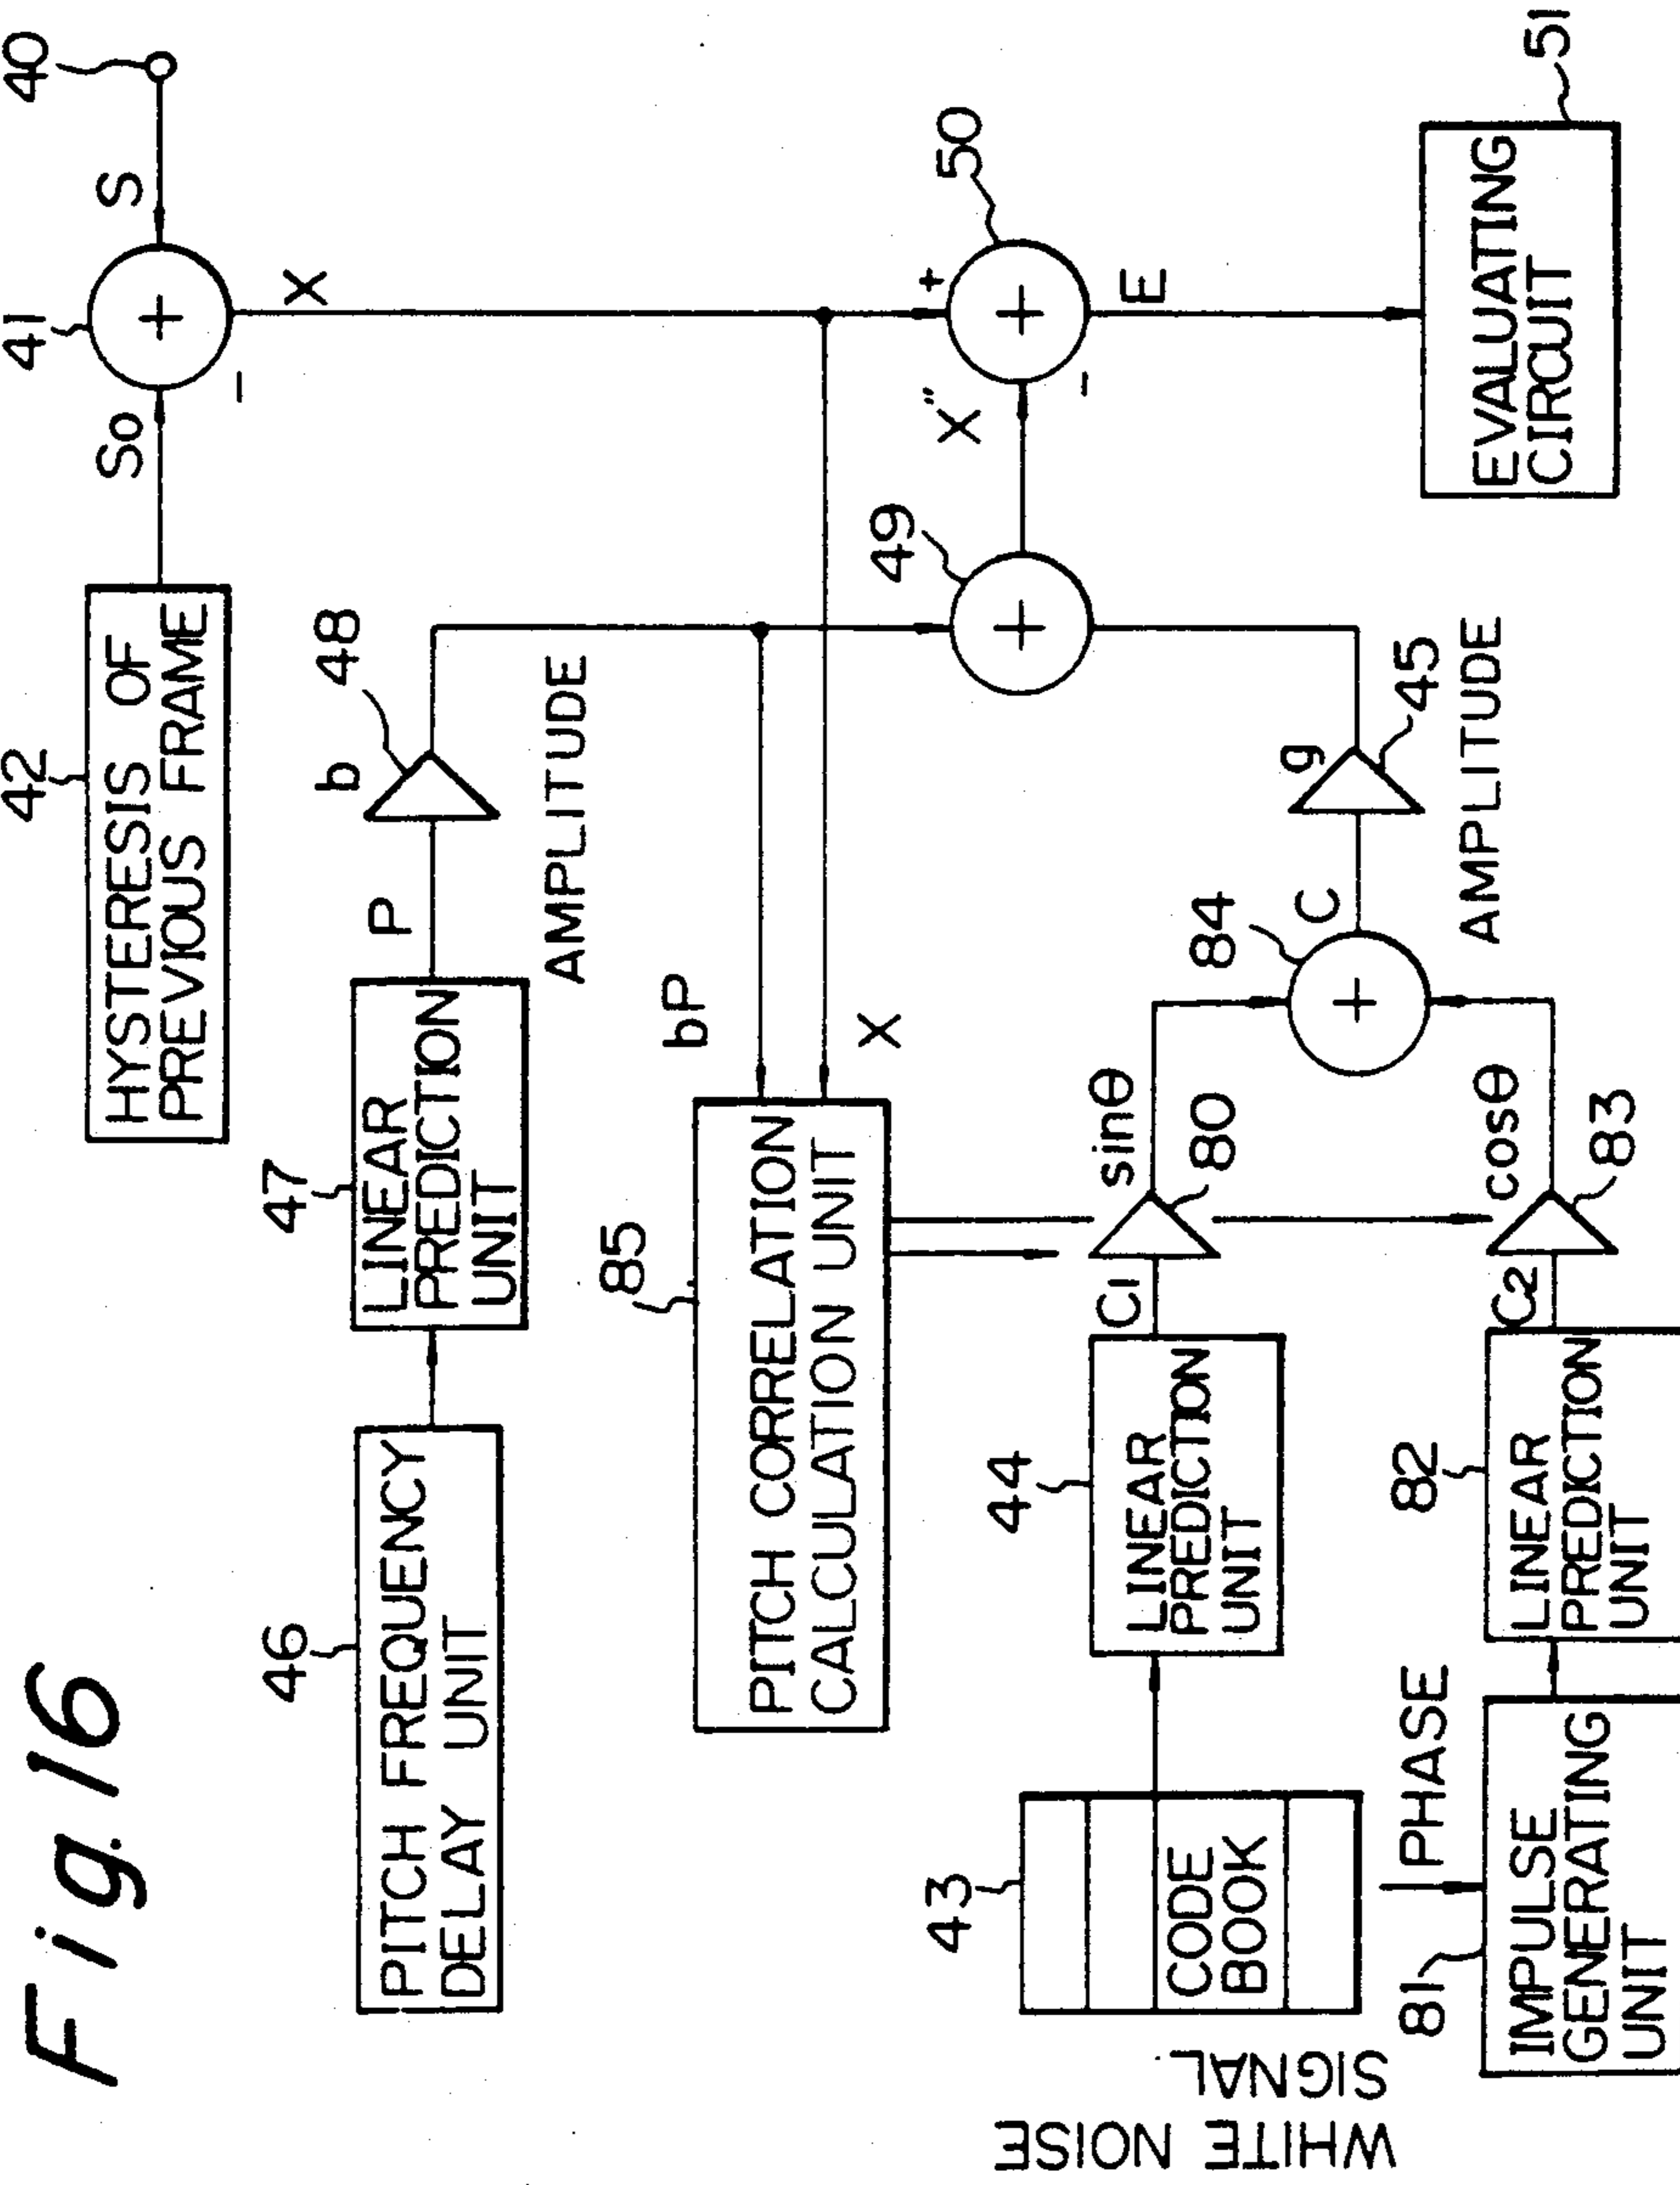 Fig. 16
40
41
S
42
HYSTERESIS OF
PREVIOUS FRAME
So
-
X
46
PITCH FREQUENCY
DELAY UNIT
47
LINEAR
PREDICTION
UNIT
P
b
48
AMPLITUDE
85
PITCH CORRELATION
CALCULATION UNIT
bP
X
49
X"
+
50
-
E
EVALUATING
CIRCUIT
51
WHITE NOISE
SIGNAL
43
CODE
BOOK
44
LINEAR
PREDICTION
UNIT
C1
sinθ
80
84
C
g
45
AMPLITUDE
81
PHASE
IMPULSE
GENERATING
UNIT
82
LINEAR
PREDICTION
UNIT
C2
cosθ
83